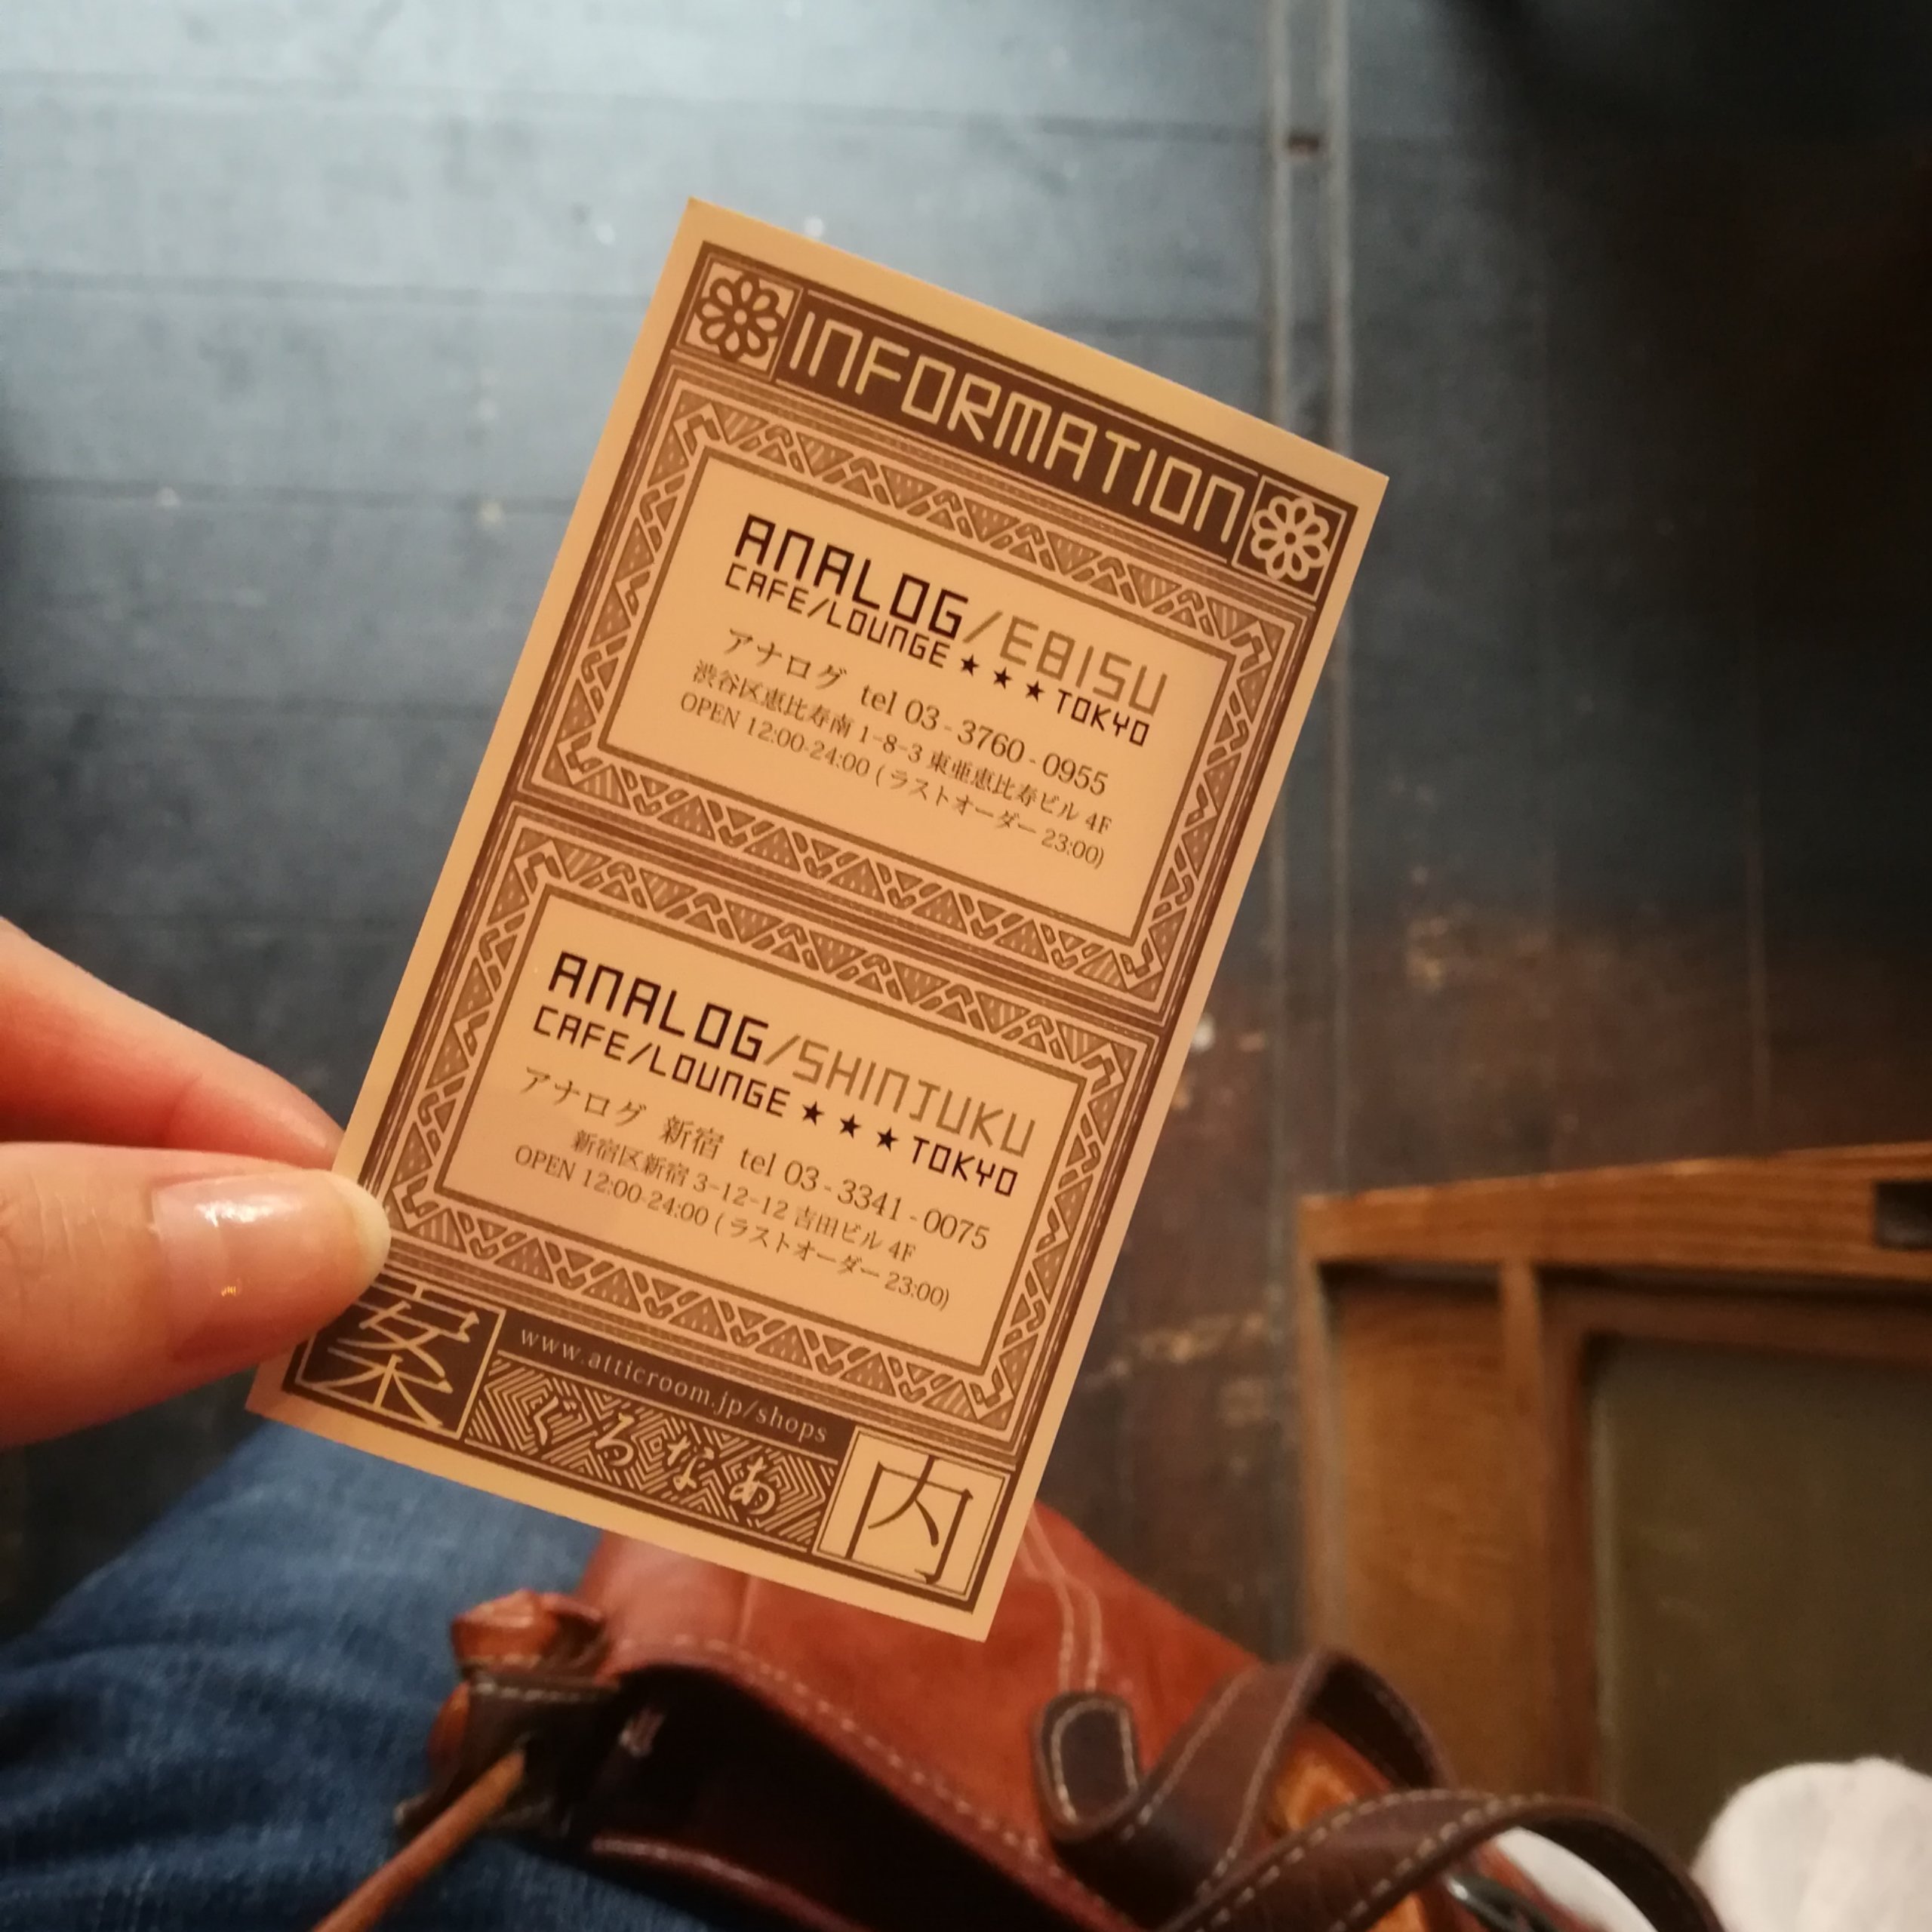 INFORMATION
ANALOG/EBISU
CAFE/LOUNGE ★ ★ ★ TOKYO
アナログ tel 03-3760-0955
渋谷区恵比寿南 1-8-3 東亜恵比寿ビル 4F
OPEN 12:00-24:00 (ラストオーダー 23:00)
ANALOG/SHINJUKU
CAFE/LOUNGE ★ ★ ★ TOKYO
アナログ 新宿 tel 03-3341-0075
新宿区新宿 3-12-12 吉田ビル 4F
OPEN 12:00-24:00 (ラストオーダー 23:00)
www.atticroom.jp/shops
案内
ぐろなあ